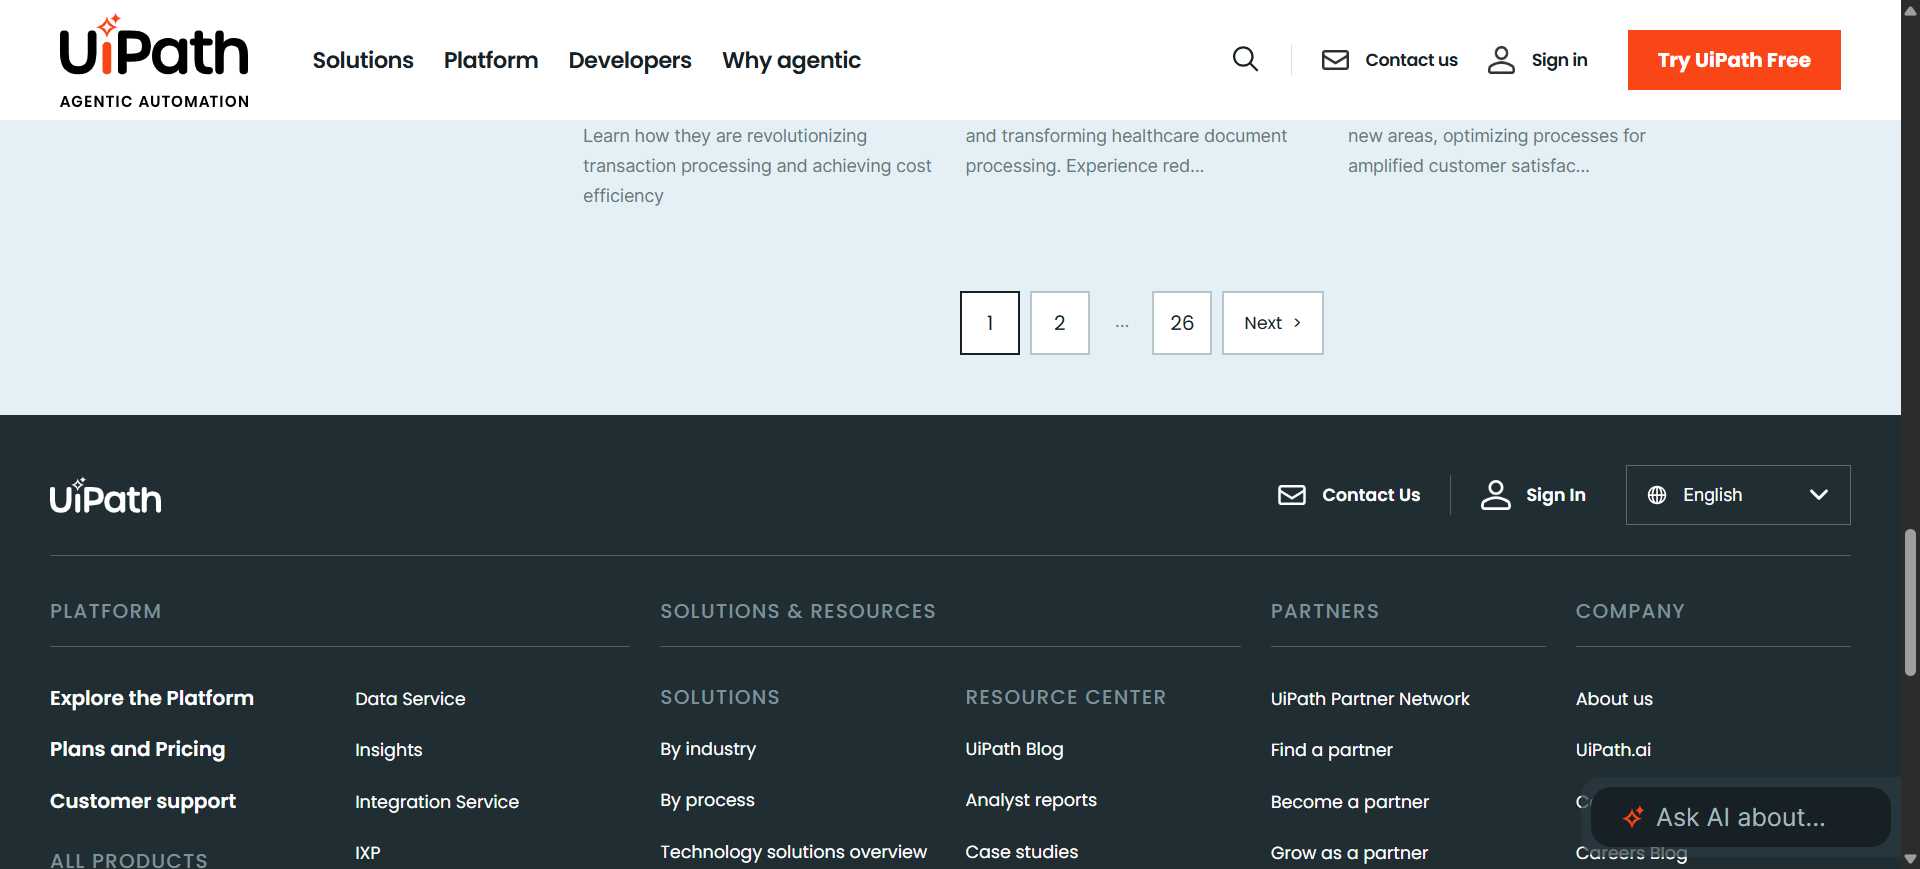 UiPath
AGENTIC AUTOMATION
Solutions
Platform
Developers
Why agentic
Contact us
Sign in
Try UiPath Free
Learn how they are revolutionizing
transaction processing and achieving cost
efficiency
and transforming healthcare document
processing. Experience red...
new areas, optimizing processes for
amplified customer satisfac...
1
2
...
26
Next >
UiPath
Contact Us
Sign In
English
PLATFORM
Explore the Platform
Plans and Pricing
Customer support
ALL PRODUCTS
Data Service
Insights
Integration Service
IXP
SOLUTIONS & RESOURCES
SOLUTIONS
By industry
By process
Technology solutions overview
RESOURCE CENTER
UiPath Blog
Analyst reports
Case studies
PARTNERS
UiPath Partner Network
Find a partner
Become a partner
Grow as a partner
COMPANY
About us
UiPath.ai
Careers Blog
Ask AI about...